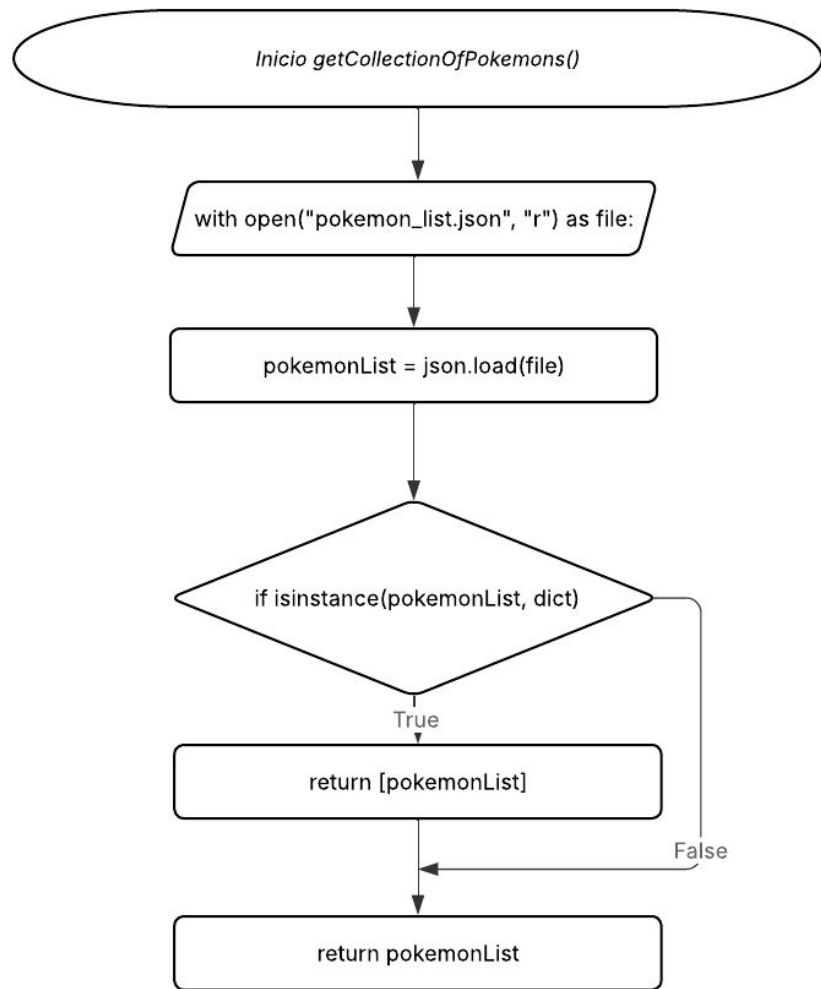 Inicio getCollectionOfPokemons()
with open("pokemon_list.json", "r") as file:
pokemonList = json.load(file)
if isinstance(pokemonList, dict)
True
return [pokemonList]
False
return pokemonList